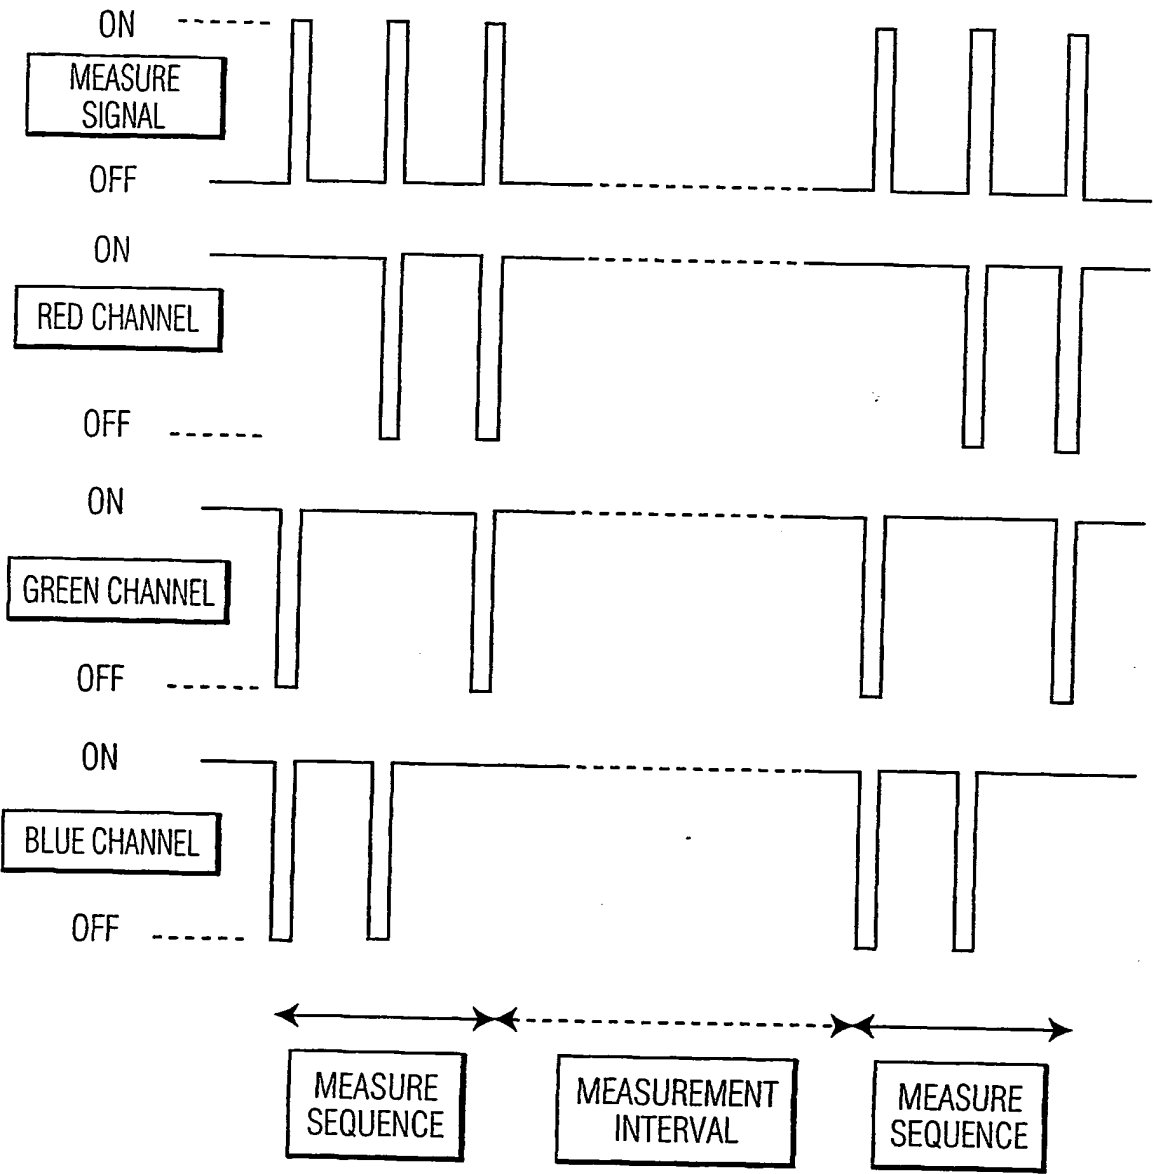 ON
MEASURE
SIGNAL
OFF
ON
RED CHANNEL
OFF
ON
GREEN CHANNEL
OFF
ON
BLUE CHANNEL
OFF
MEASURE
SEQUENCE
MEASUREMENT
INTERVAL
MEASURE
SEQUENCE